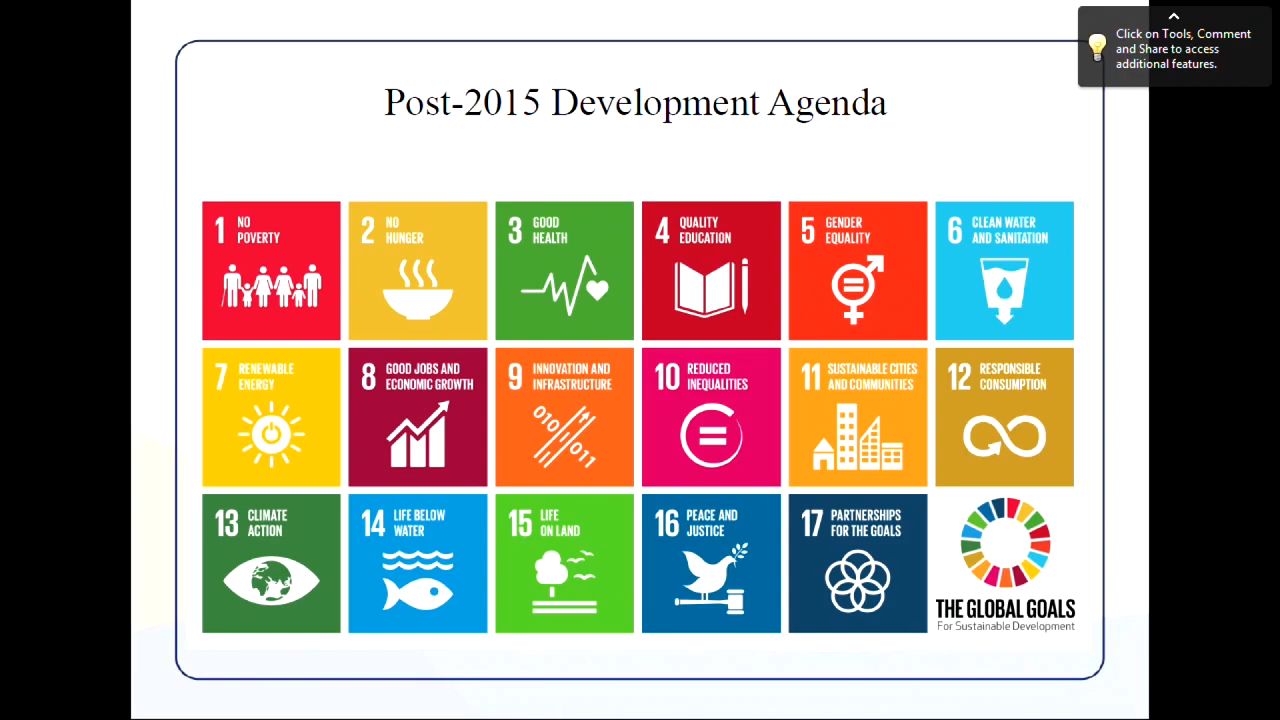 Click on Tools, Comment
and Share to access
additional features.
Post-2015 Development Agenda
1 NO
POVERTY
2 NO
HUNGER
3 GOOD
HEALTH
4 QUALITY
EDUCATION
5 GENDER
EQUALITY
6 CLEAN WATER
AND SANITATION
7 RENEWABLE
ENERGY
8 GOOD JOBS AND
ECONOMIC GROWTH
9 INNOVATION AND
INFRASTRUCTURE
010
011
10 REDUCED
INEQUALITIES
11 SUSTAINABLE CITIES
AND COMMUNITIES
12 RESPONSIBLE
CONSUMPTION
13 CLIMATE
ACTION
14 LIFE BELOW
WATER
15 LIFE
ON LAND
16 PEACE AND
JUSTICE
17 PARTNERSHIPS
FOR THE GOALS
THE GLOBAL GOALS
For Sustainable Development